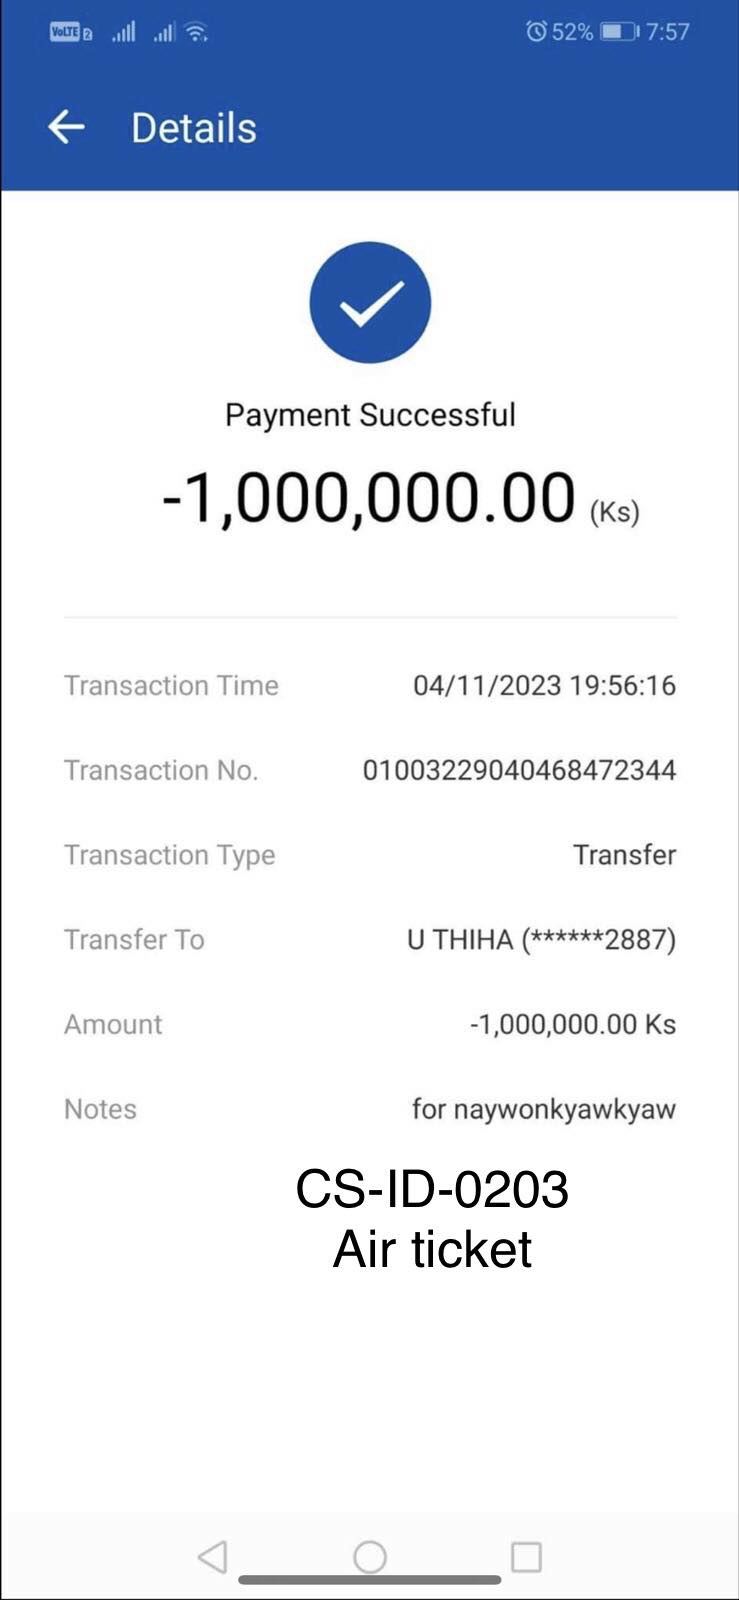 VoLTE 2 52% 7:57
Details
Payment Successful
-1,000,000.00 (Ks)
Transaction Time 04/11/2023 19:56:16
Transaction No. 01003229040468472344
Transaction Type Transfer
Transfer To U THIHA (******2887)
Amount -1,000,000.00 Ks
Notes for naywonkyawkyaw
CS-ID-0203
Air ticket